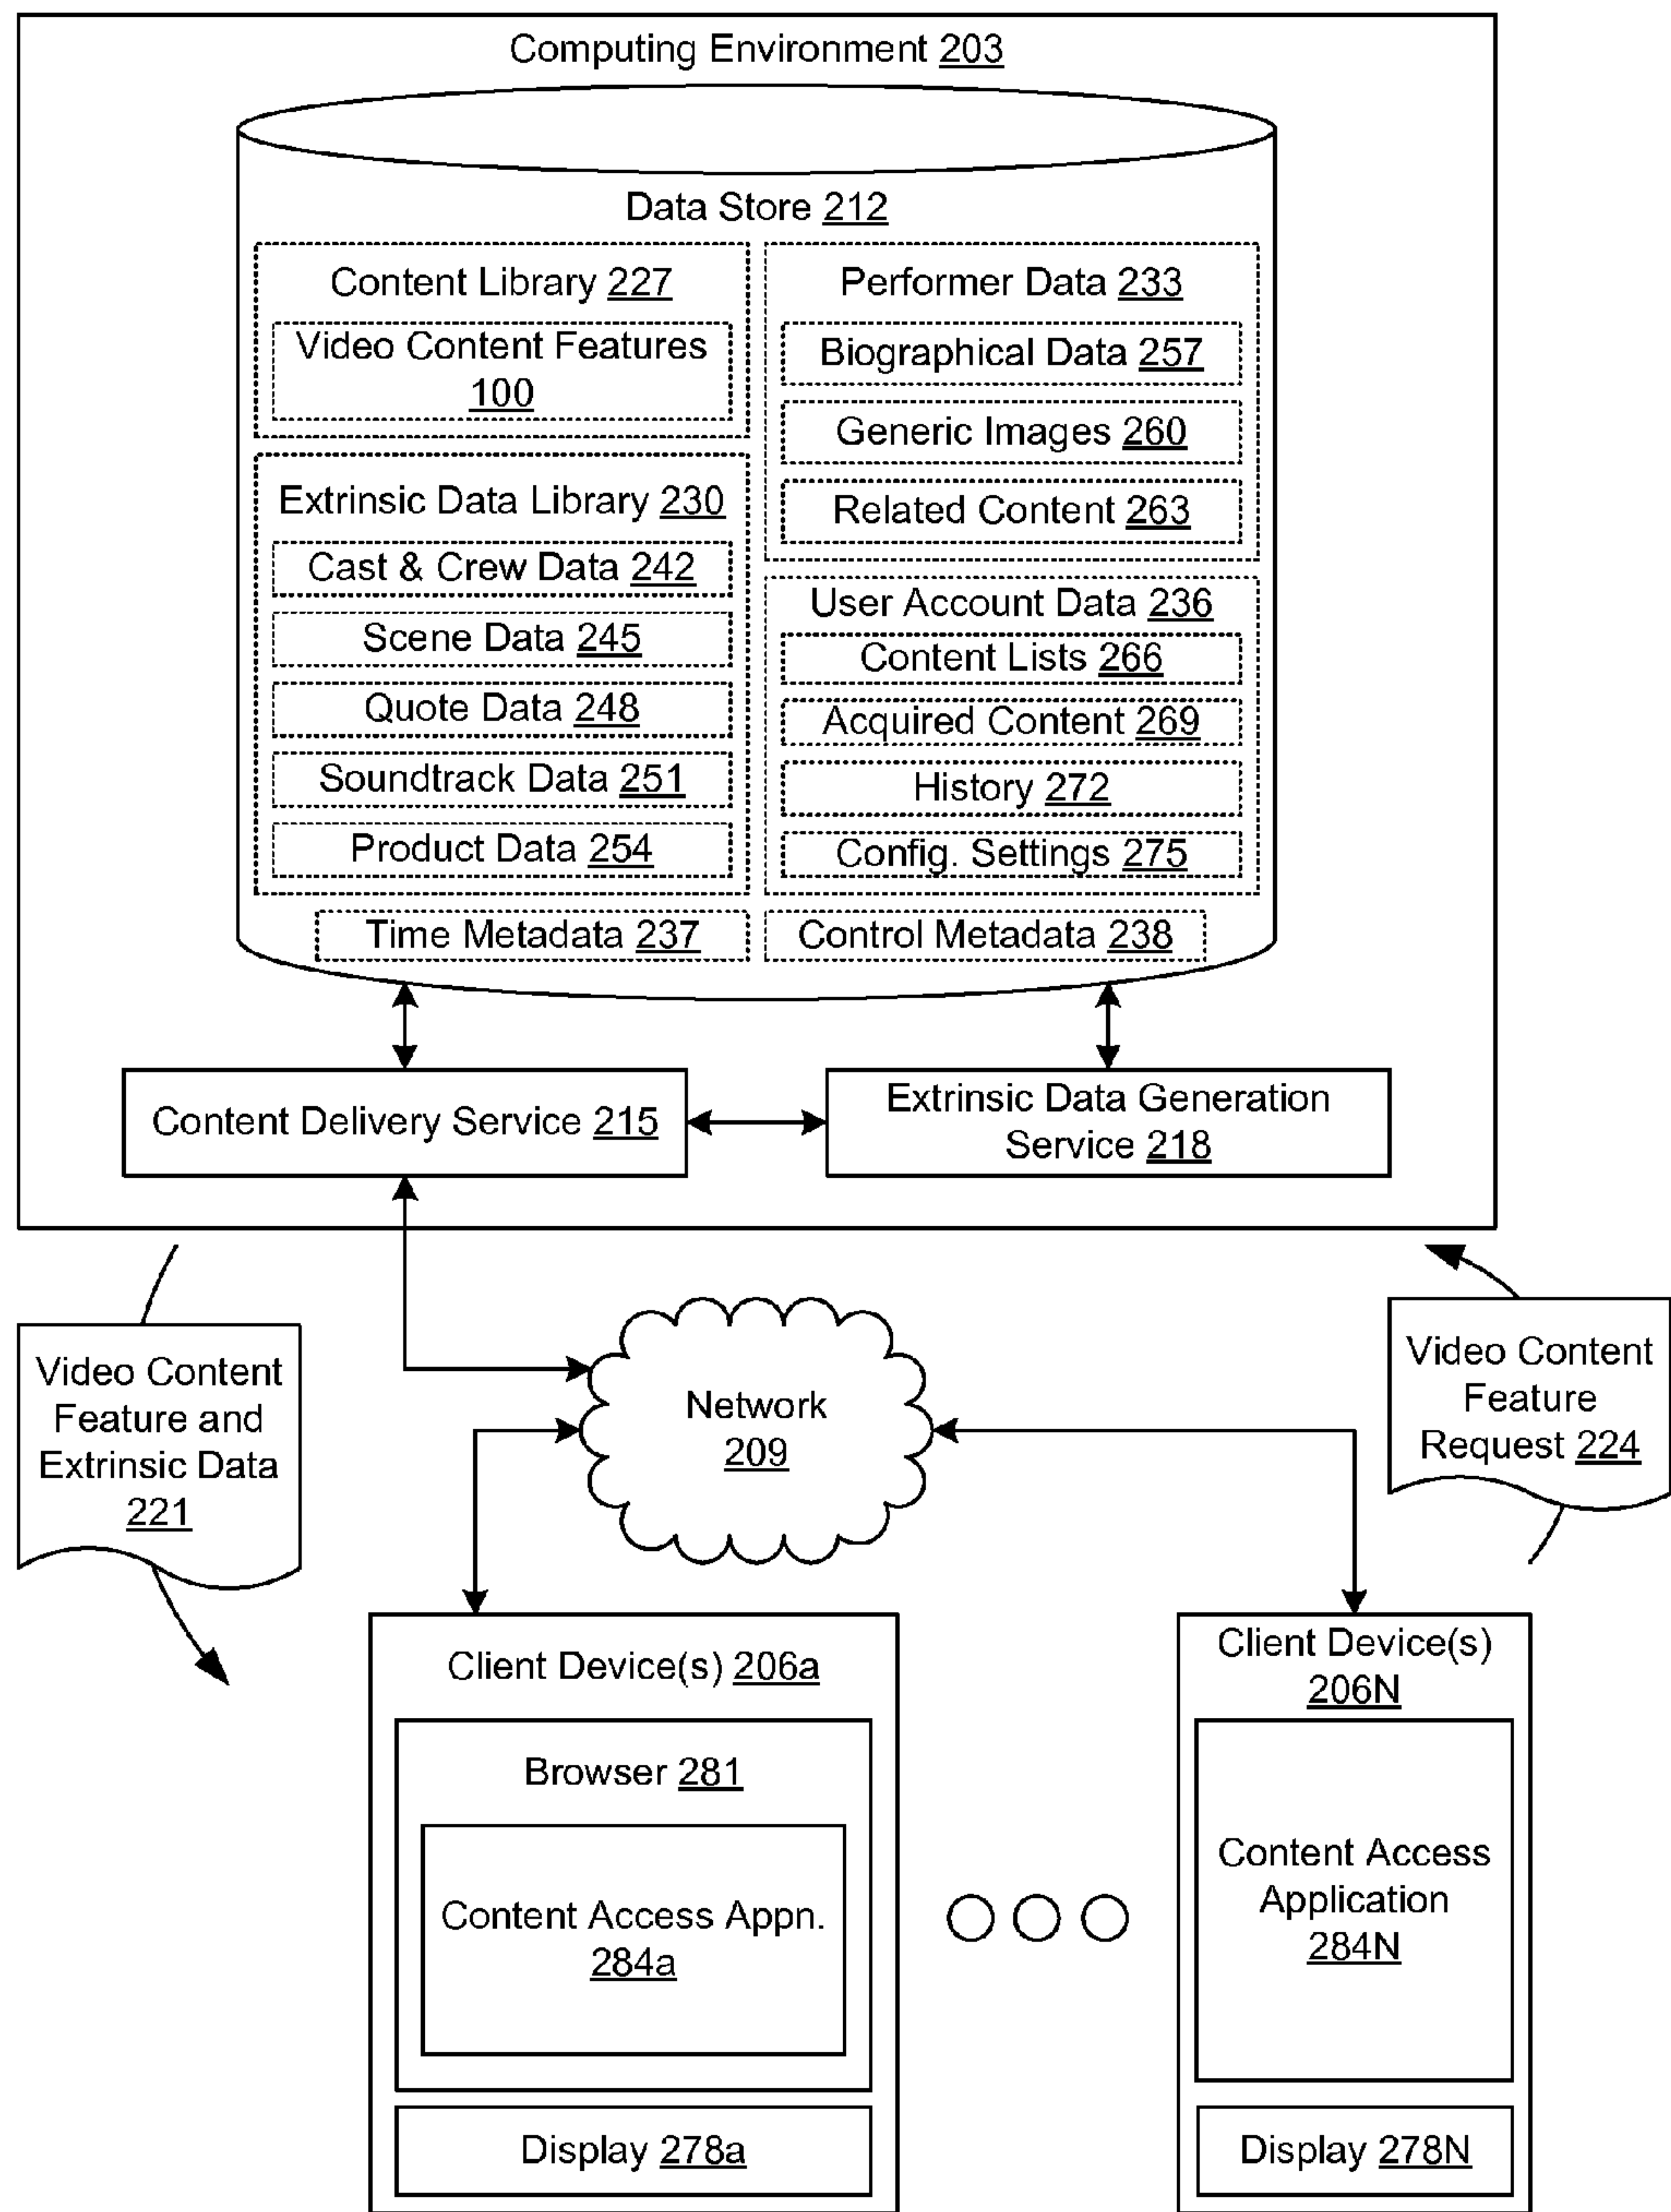 Computing Environment 203
Data Store 212
Content Library 227
Video Content Features
100
Extrinsic Data Library 230
Cast & Crew Data 242
Scene Data 245
Quote Data 248
Soundtrack Data 251
Product Data 254
Performer Data 233
Biographical Data 257
Generic Images 260
Related Content 263
User Account Data 236
Content Lists 266
Acquired Content 269
History 272
Config. Settings 275
Time Metadata 237
Control Metadata 238
Content Delivery Service 215
Extrinsic Data Generation
Service 218
Video Content
Feature and
Extrinsic Data
221
Network
209
Video Content
Feature
Request 224
Client Device(s) 206a
Browser 281
Content Access Appn.
284a
Display 278a
Client Device(s)
206N
Content Access
Application
284N
Display 278N